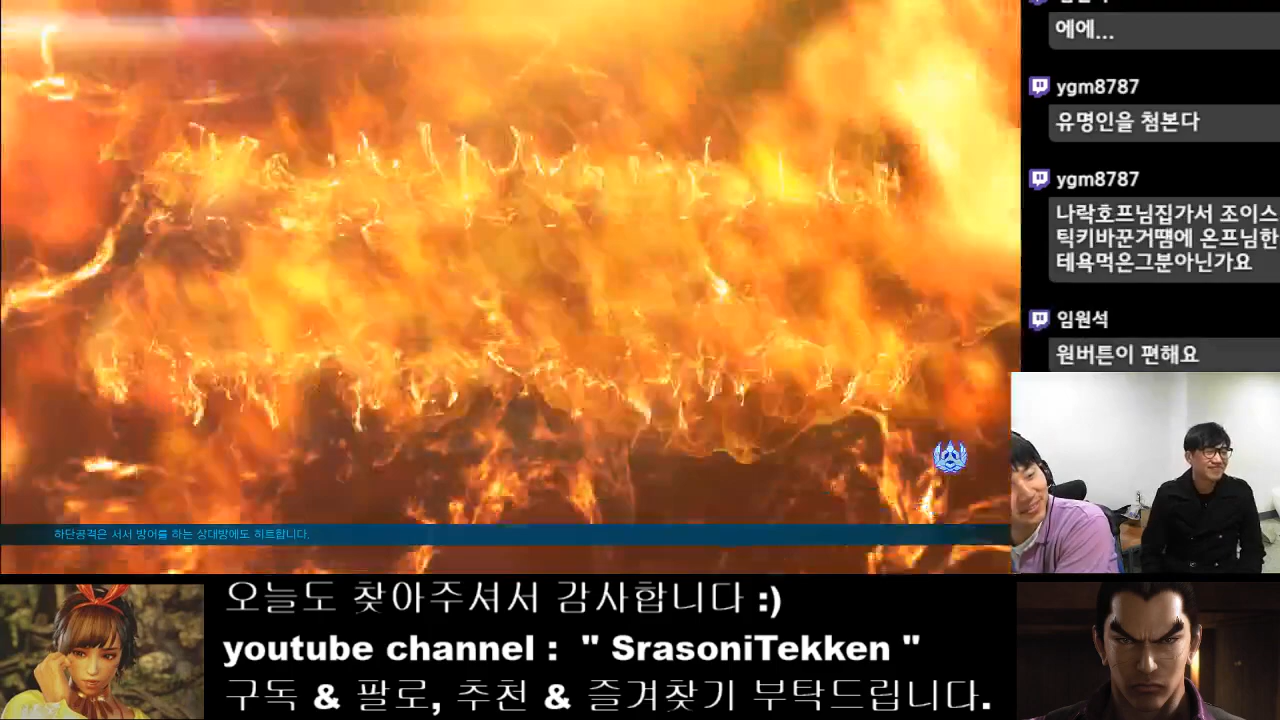 에에...
ygm8787
유명인을 첨본다
ygm8787
나락호프님집가서 조이스
틱키바꾼거떔에 온프님한
테욕먹은그분아닌가요
임원석
원버튼이 편해요
하단공격은 서서 방어를 하는 상대방에도 히트합니다.
오늘도 찾아주셔서 감사합니다 :)
youtube channel : " SrasoniTekken "
구독 & 팔로, 추천 & 즐겨찾기 부탁드립니다.